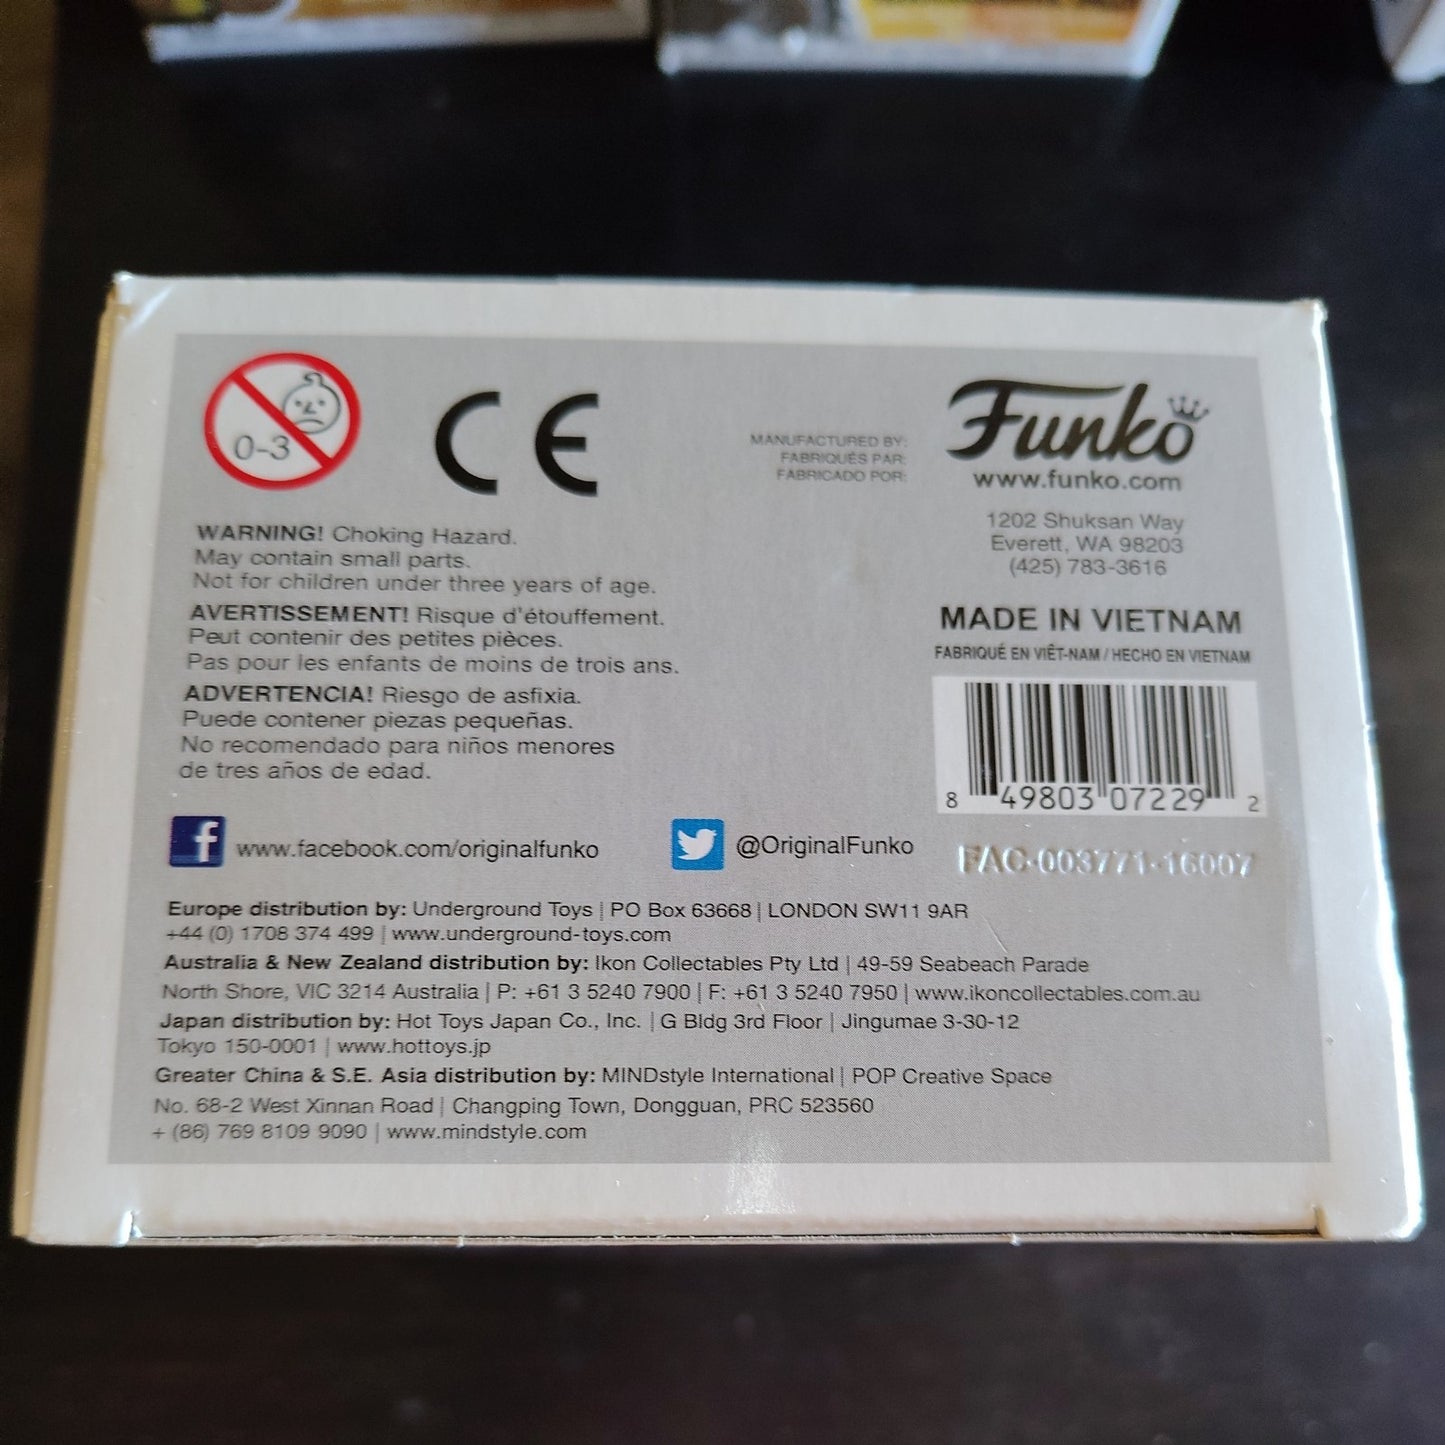 0-3
CE
MANUFACTURED BY:
FABRIQUÉS PAR:
FABRICADO POR:
Funko
www.funko.com
1202 Shuksan Way
Everett, WA 98203
(425) 783-3616
WARNING! Choking Hazard.
May contain small parts.
Not for children under three years of age.
AVERTISSEMENT! Risque d'étouffement.
Peut contenir des petites pièces.
Pas pour les enfants de moins de trois ans.
ADVERTENCIA! Riesgo de asfixia.
Puede contener piezas pequeñas.
No recomendado para niños menores
de tres años de edad.
MADE IN VIETNAM
FABRIQUÉ EN VIÊT-NAM / HECHO EN VIETNAM
8 49803 07229 2
f www.facebook.com/originalfunko
@OriginalFunko
FAC-003771-16007
Europe distribution by: Underground Toys | PO Box 63668 | LONDON SW11 9AR
+44 (0) 1708 374 499 | www.underground-toys.com
Australia & New Zealand distribution by: Ikon Collectables Pty Ltd | 49-59 Seabeach Parade
North Shore, VIC 3214 Australia | P: +61 3 5240 7900 | F: +61 3 5240 7950 | www.ikoncollectables.com.au
Japan distribution by: Hot Toys Japan Co., Inc. | G Bldg 3rd Floor | Jingumae 3-30-12
Tokyo 150-0001 | www.hottoys.jp
Greater China & S.E. Asia distribution by: MINDstyle International | POP Creative Space
No. 68-2 West Xinnan Road | Changping Town, Dongguan, PRC 523560
+ (86) 769 8109 9090 | www.mindstyle.com